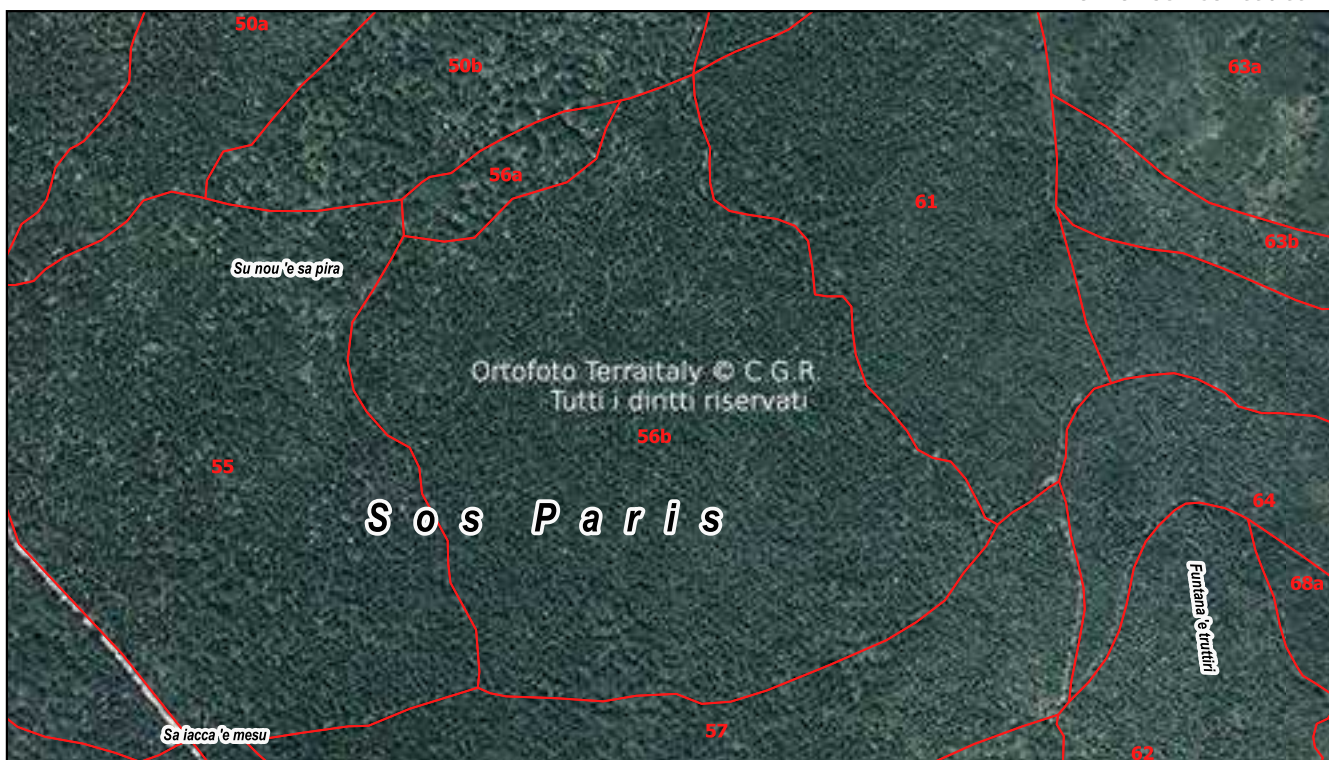 50a
50b
63a
56a
61
63b
Su nou 'e sa pira
Ortofoto Terraitaly © C.G.R.
Tutti i diritti riservati
56b
55
Sos Paris
64
Funtana 'e truttiri
68a
57
Sa iacca 'e mesu
62